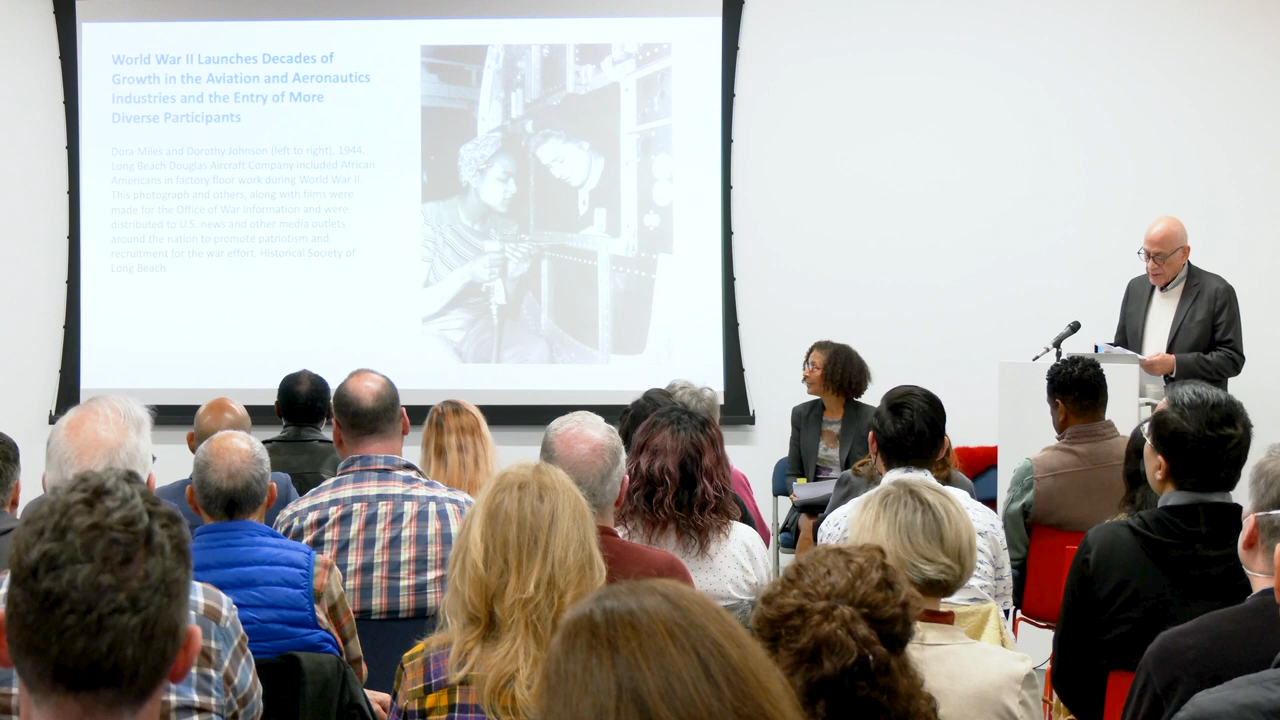 World War II Launches Decades of
Growth in the Aviation and Aeronautics
Industries and the Entry of More
Diverse Participants
Dora Miles and Dorothy Johnson (left to right), 1944.
Long Beach Douglas Aircraft Company included African
Americans in factory floor work during World War II.
This photograph and others, along with films were
made for the Office of War Information and were
distributed to U.S. news and other media outlets
around the nation to promote patriotism and
recruitment for the war effort. Historical Society of
Long Beach